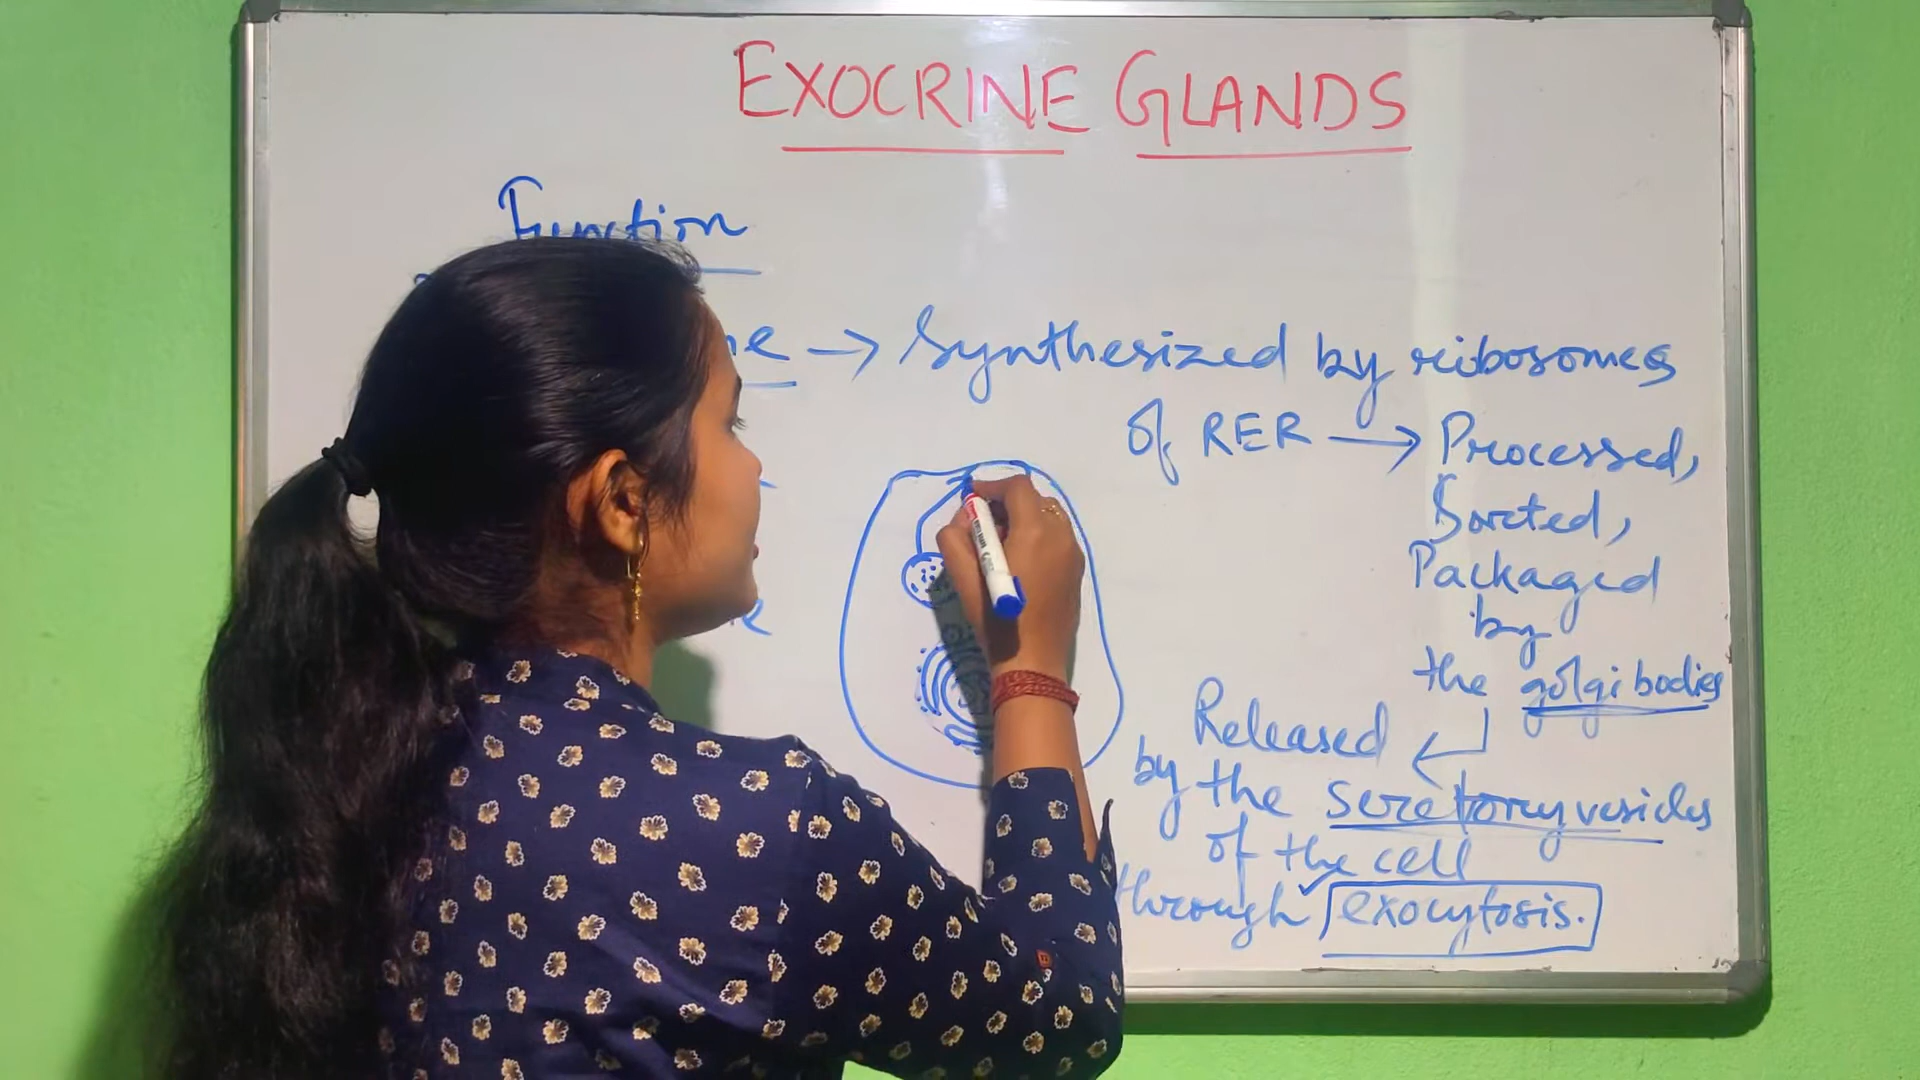 EXOCRINE GLANDS
Function
→ Synthesized by ribosomes
of RER → Processed,
Sorted,
Packaged
by
the golgi bodies
Released
by the secretory vesicles
of the cell
through exocytosis.